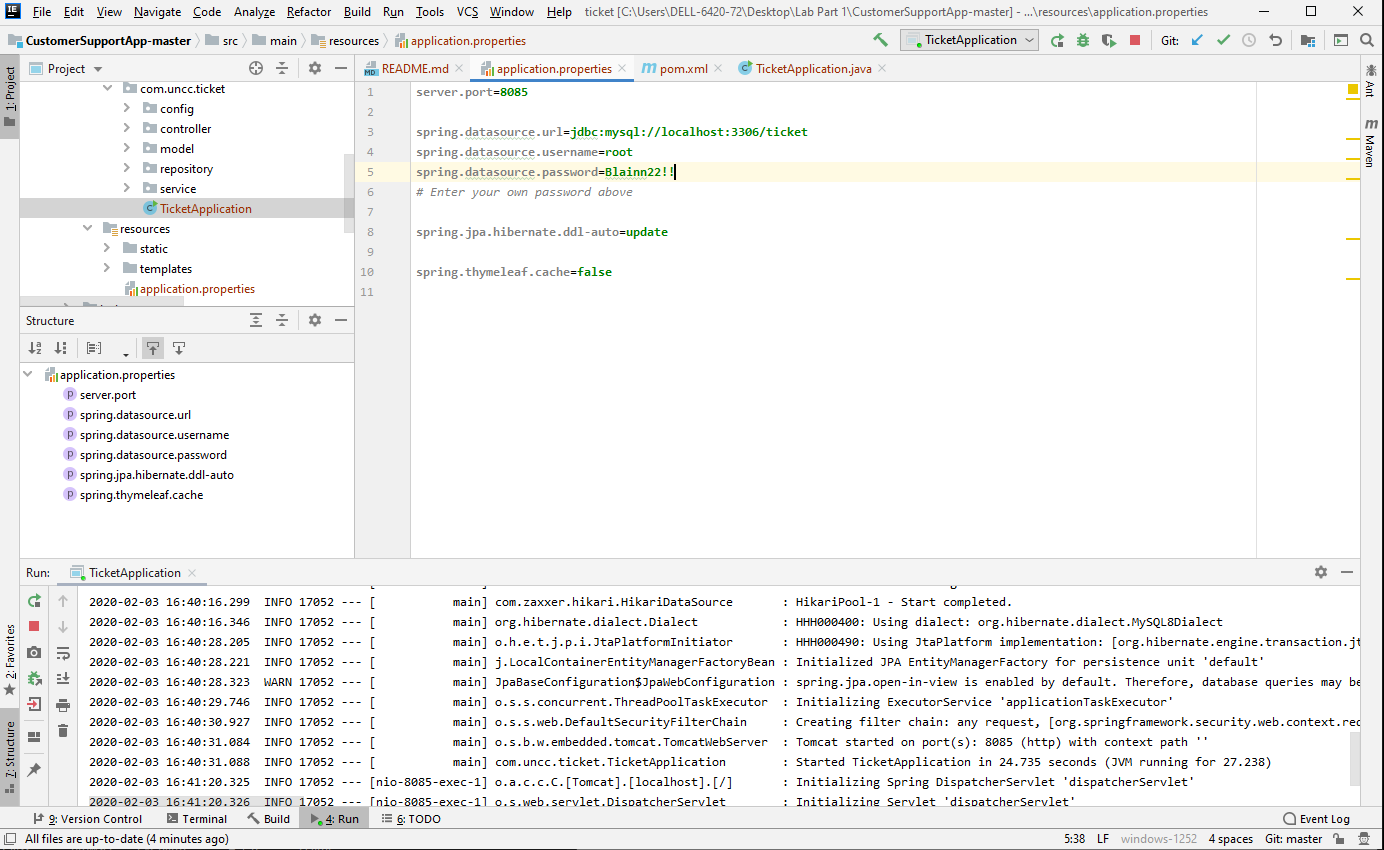 File Edit View Navigate Code Analyze Refactor Build Run Tools VCS Window Help ticket [C:\Users\DELL-6420-72\Desktop\Lab Part 1\CustomerSupportApp-master] - ...\resources\application.properties
CustomerSupportApp-master src main resources application.properties TicketApplication Git:
1: Project
Project
README.md application.properties pom.xml TicketApplication.java
Ant
Maven
com.uncc.ticket
config
controller
model
repository
service
TicketApplication
resources
static
templates
application.properties
1 server.port=8085
2
3 spring.datasource.url=jdbc:mysql://localhost:3306/ticket
4 spring.datasource.username=root
5 spring.datasource.password=Blainn22!!
6 # Enter your own password above
7
8 spring.jpa.hibernate.ddl-auto=update
9
10 spring.thymeleaf.cache=false
11
Structure
application.properties
server.port
spring.datasource.url
spring.datasource.username
spring.datasource.password
spring.jpa.hibernate.ddl-auto
spring.thymeleaf.cache
Run: TicketApplication
2020-02-03 16:40:16.299 INFO 17052 --- [ main] com.zaxxer.hikari.HikariDataSource : HikariPool-1 - Start completed.
2020-02-03 16:40:16.346 INFO 17052 --- [ main] org.hibernate.dialect.Dialect : HHH000400: Using dialect: org.hibernate.dialect.MySQL8Dialect
2020-02-03 16:40:28.205 INFO 17052 --- [ main] o.h.e.t.j.p.i.JtaPlatformInitiator : HHH000490: Using JtaPlatform implementation: [org.hibernate.engine.transaction.jt
2020-02-03 16:40:28.221 INFO 17052 --- [ main] j.LocalContainerEntityManagerFactoryBean : Initialized JPA EntityManagerFactory for persistence unit 'default'
2020-02-03 16:40:28.323 WARN 17052 --- [ main] JpaBaseConfiguration$JpaWebConfiguration : spring.jpa.open-in-view is enabled by default. Therefore, database queries may be
2020-02-03 16:40:29.746 INFO 17052 --- [ main] o.s.s.concurrent.ThreadPoolTaskExecutor : Initializing ExecutorService 'applicationTaskExecutor'
2020-02-03 16:40:30.927 INFO 17052 --- [ main] o.s.s.web.DefaultSecurityFilterChain : Creating filter chain: any request, [org.springframework.security.web.context.req
2020-02-03 16:40:31.084 INFO 17052 --- [ main] o.s.b.w.embedded.tomcat.TomcatWebServer : Tomcat started on port(s): 8085 (http) with context path ''
2020-02-03 16:40:31.088 INFO 17052 --- [ main] com.uncc.ticket.TicketApplication : Started TicketApplication in 24.735 seconds (JVM running for 27.238)
2020-02-03 16:41:20.325 INFO 17052 --- [nio-8085-exec-1] o.a.c.c.C.[Tomcat].[localhost].[/] : Initializing Spring DispatcherServlet 'dispatcherServlet'
2020-02-03 16:41:20.326 INFO 17052 --- [nio-8085-exec-1] o.s.web.servlet.DispatcherServlet : Initializing Servlet 'dispatcherServlet'
2: Favorites
Z: Structure
9: Version Control Terminal Build 4: Run 6: TODO Event Log
All files are up-to-date (4 minutes ago) 5:38 LF windows-1252 4 spaces Git: master